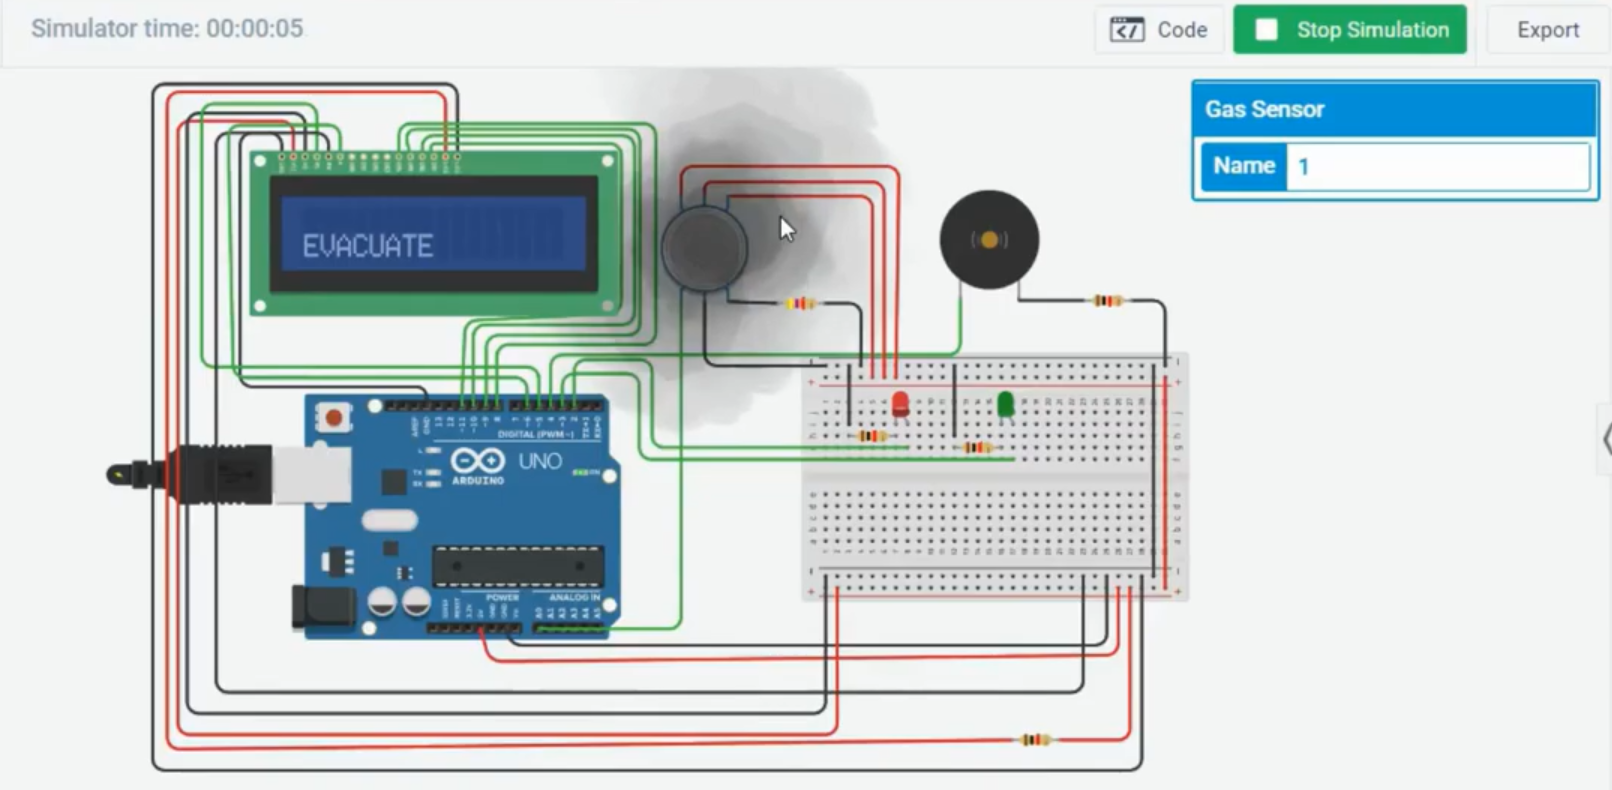 Simulator time: 00:00:05
Code
Stop Simulation
Export
Gas Sensor
Name 1
EVACUATE
DIGITAL (PWM~)
UNO
ARDUINO
POWER
ANALOG IN